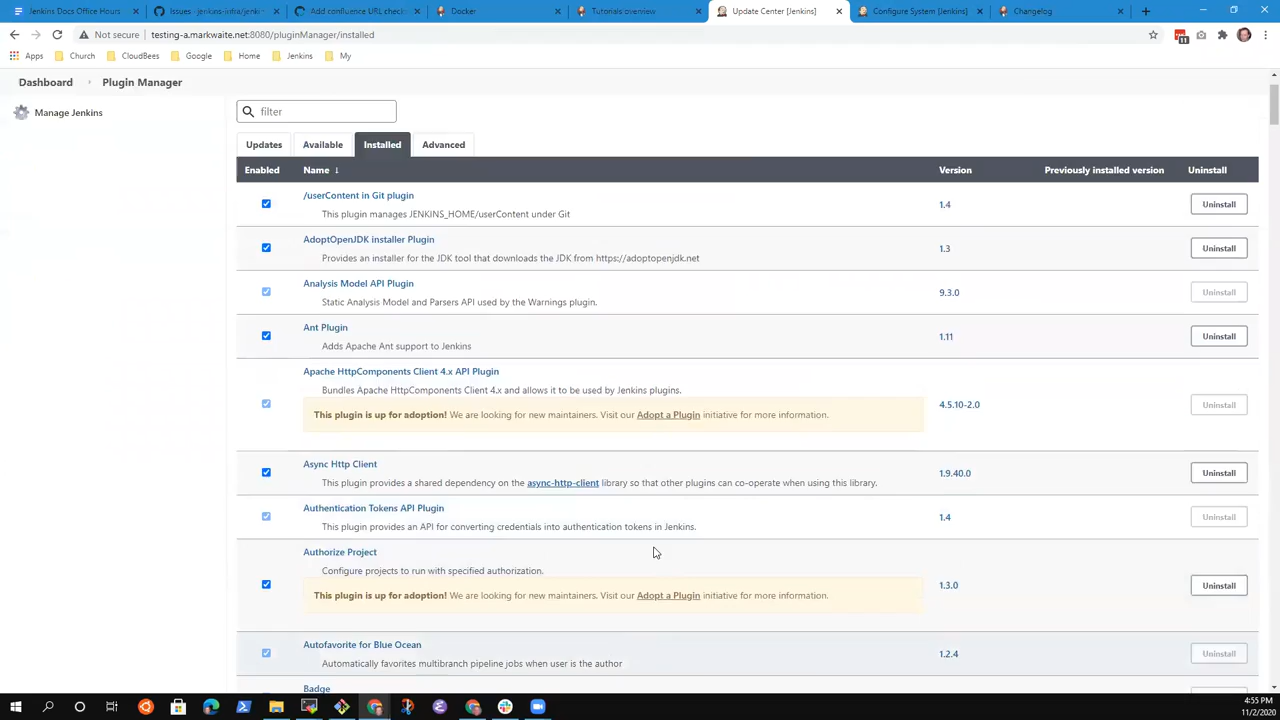 Jenkins Docs Office Hours
Issues · jenkins-infra/jenki
Add confluence URL check
Docker
Tutorials overview
Update Center [Jenkins]
Configure System [Jenkins]
Changelog
Not secure
testing-a.markwaite.net:8080/pluginManager/installed
11
Apps
Church
CloudBees
Google
Home
Jenkins
My
Dashboard
Plugin Manager
Manage Jenkins
filter
Updates
Available
Installed
Advanced
Enabled
Name ↓
Version
Previously installed version
Uninstall
/userContent in Git plugin
This plugin manages JENKINS_HOME/userContent under Git
1.4
Uninstall
AdoptOpenJDK installer Plugin
Provides an installer for the JDK tool that downloads the JDK from https://adoptopenjdk.net
1.3
Uninstall
Analysis Model API Plugin
Static Analysis Model and Parsers API used by the Warnings plugin.
9.3.0
Uninstall
Ant Plugin
Adds Apache Ant support to Jenkins
1.11
Uninstall
Apache HttpComponents Client 4.x API Plugin
Bundles Apache HttpComponents Client 4.x and allows it to be used by Jenkins plugins.
This plugin is up for adoption! We are looking for new maintainers. Visit our Adopt a Plugin initiative for more information.
4.5.10-2.0
Uninstall
Async Http Client
This plugin provides a shared dependency on the async-http-client library so that other plugins can co-operate when using this library.
1.9.40.0
Uninstall
Authentication Tokens API Plugin
This plugin provides an API for converting credentials into authentication tokens in Jenkins.
1.4
Uninstall
Authorize Project
Configure projects to run with specified authorization.
This plugin is up for adoption! We are looking for new maintainers. Visit our Adopt a Plugin initiative for more information.
1.3.0
Uninstall
Autofavorite for Blue Ocean
Automatically favorites multibranch pipeline jobs when user is the author
1.2.4
Uninstall
Badge
4:55 PM
11/2/2020